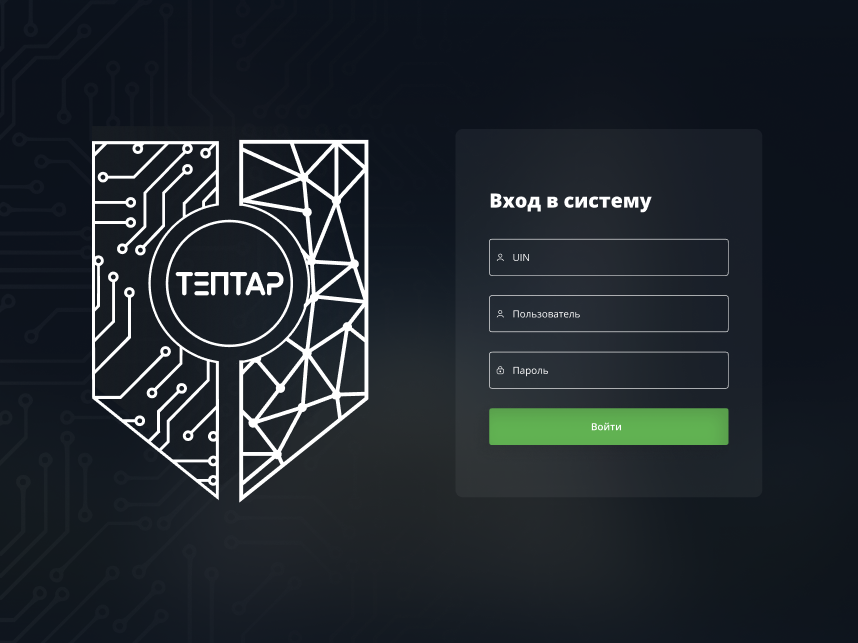 ТЕПТАР
Вход в систему
UIN
Пользователь
Пароль
Войти